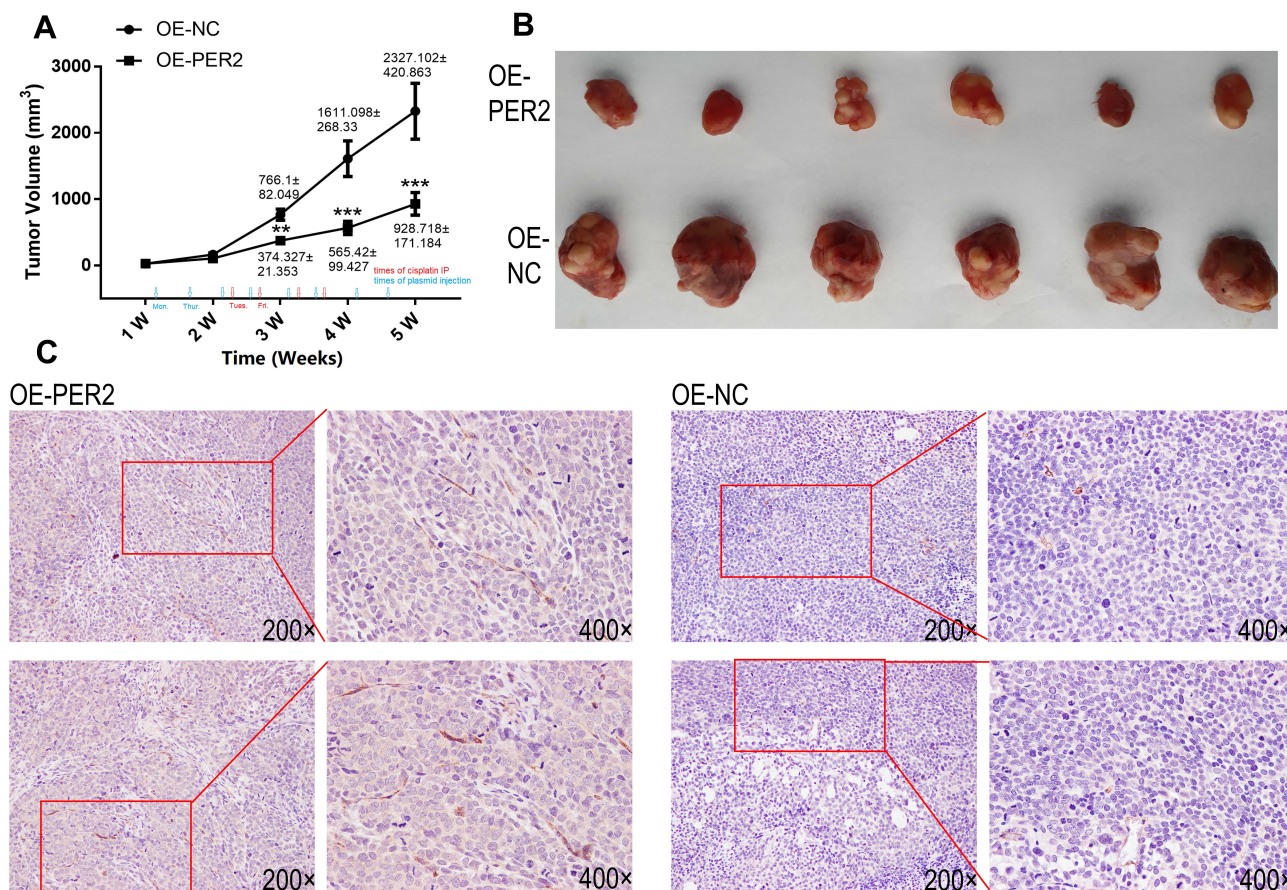 A
OE-NC
OE-PER2
3000
2000
1000
0
Tumor Volume (mm³)
2327.102±
420.863
1611.098±
268.33
766.1±
82.049
**
***
***
374.327±
21.353
565.42±
99.427
928.718±
171.184
times of cisplatin IP
times of plasmid injection
Mon.
Thur.
Tues.
Fri.
1 W
2 W
3 W
4 W
5 W
Time (Weeks)
B
OE-
PER2
OE-
NC
C
OE-PER2
OE-NC
200×
400×
200×
400×
200×
400×
200×
400×